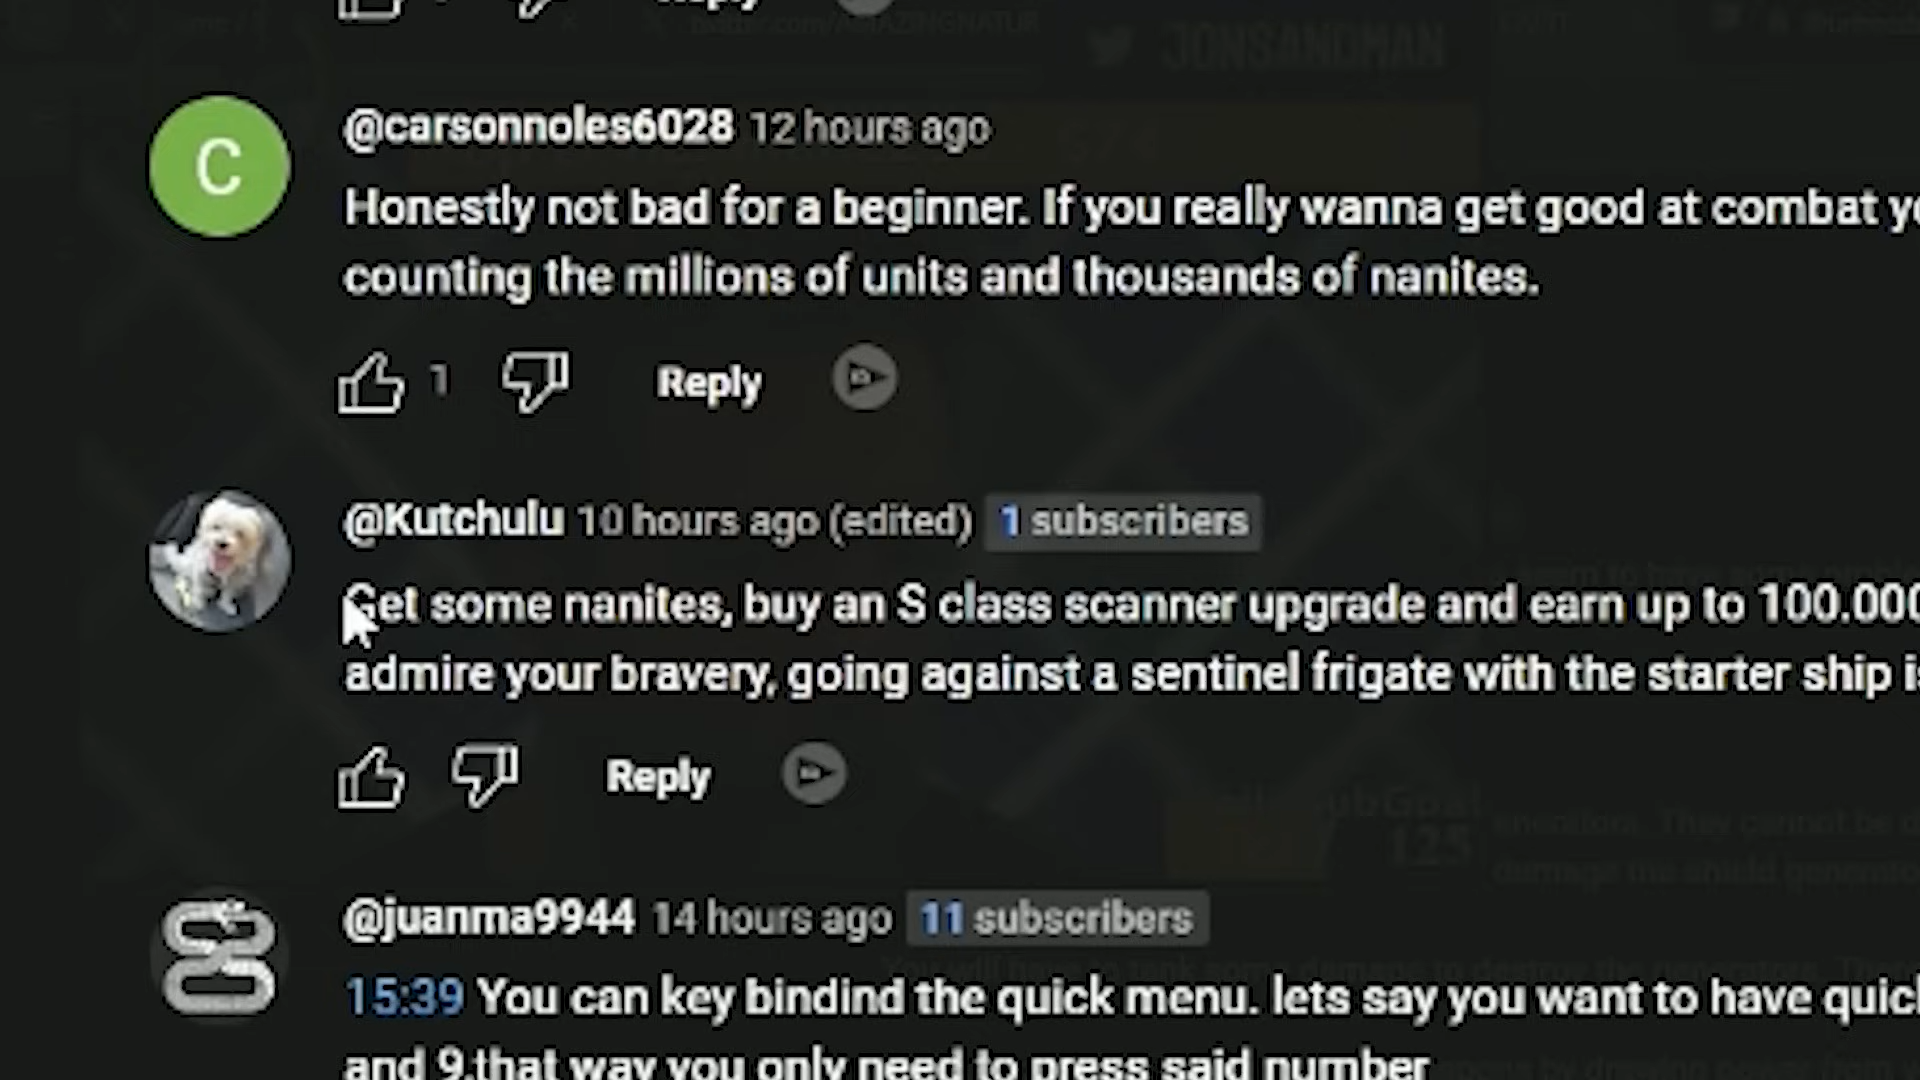 Reply
JONSANDMAN
@carsonnoles6028 12 hours ago
Honestly not bad for a beginner. If you really wanna get good at combat
counting the millions of units and thousands of nanites.
1 Reply
@Kutchulu 10 hours ago (edited) 1 subscribers
Get some nanites, buy an S class scanner upgrade and earn up to 100.000
admire your bravery, going against a sentinel frigate with the starter ship
Reply
@juanma9944 14 hours ago 11 subscribers
15:39 You can key bindind the quick menu. lets say you want to have
and 9.that way you only need to press said number